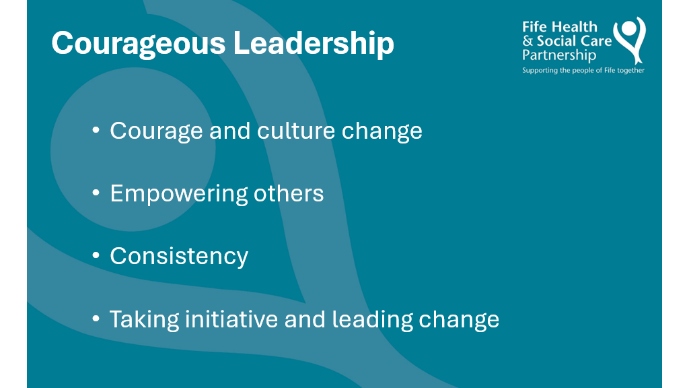 Courageous Leadership
Fife Health
& Social Care
Partnership
Supporting the people of Fife together
• Courage and culture change
• Empowering others
• Consistency
• Taking initiative and leading change